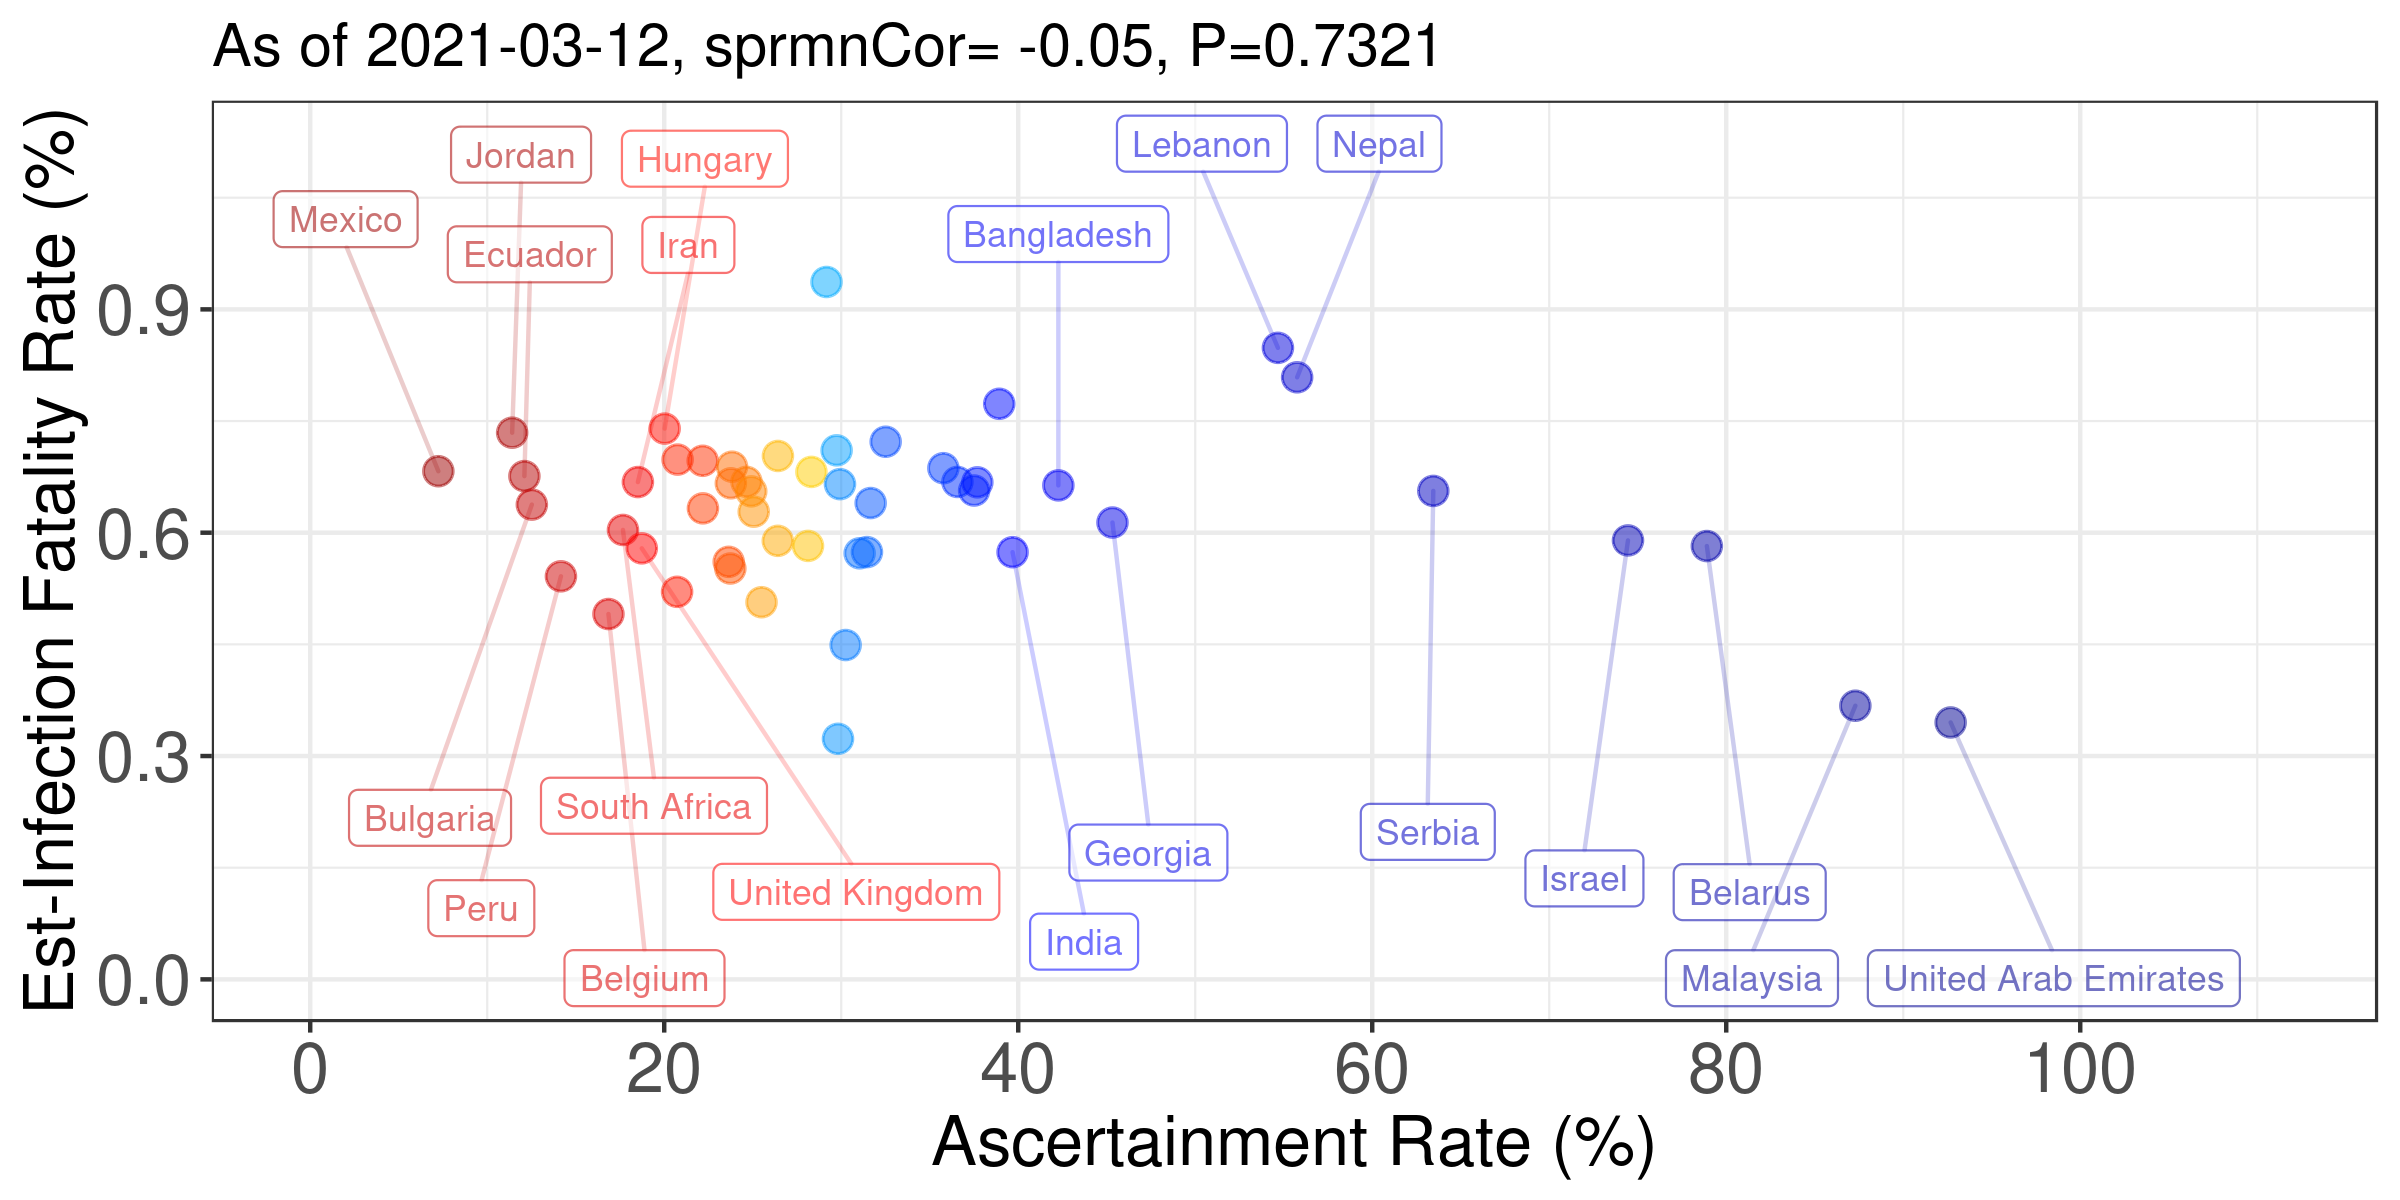 As of 2021-03-12, sprmnCor= -0.05, P=0.7321
Est-Infection Fatality Rate (%)
0.9
0.6
0.3
0.0
Lebanon
Nepal
Jordan
Hungary
Mexico
Bangladesh
Iran
Ecuador
South Africa
Bulgaria
Serbia
Georgia
Israel
United Kingdom
Belarus
Peru
India
Belgium
Malaysia
United Arab Emirates
0
20
40
60
80
100
Ascertainment Rate (%)